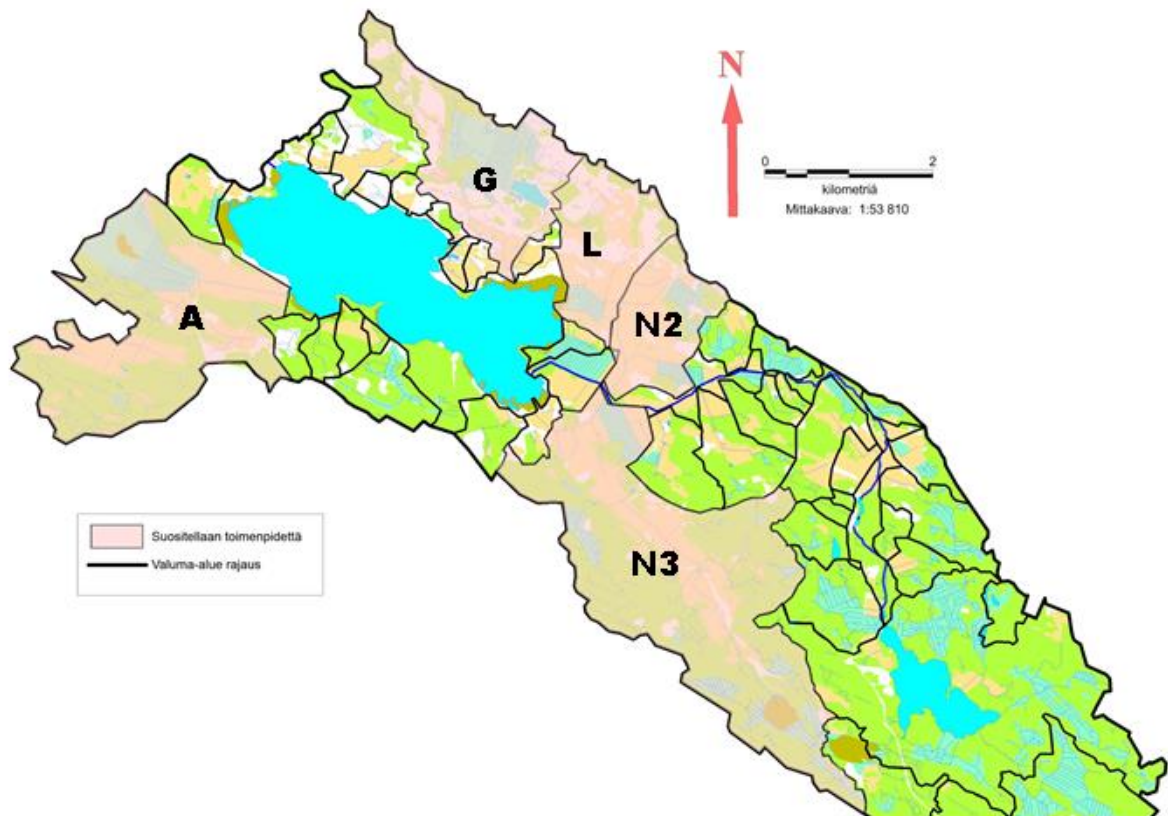 N
0 2
kilometriä
Mittakaava: 1:53 810
G
L
A
N2
N3
Suositellaan toimenpidettä
Valuma-alue rajaus